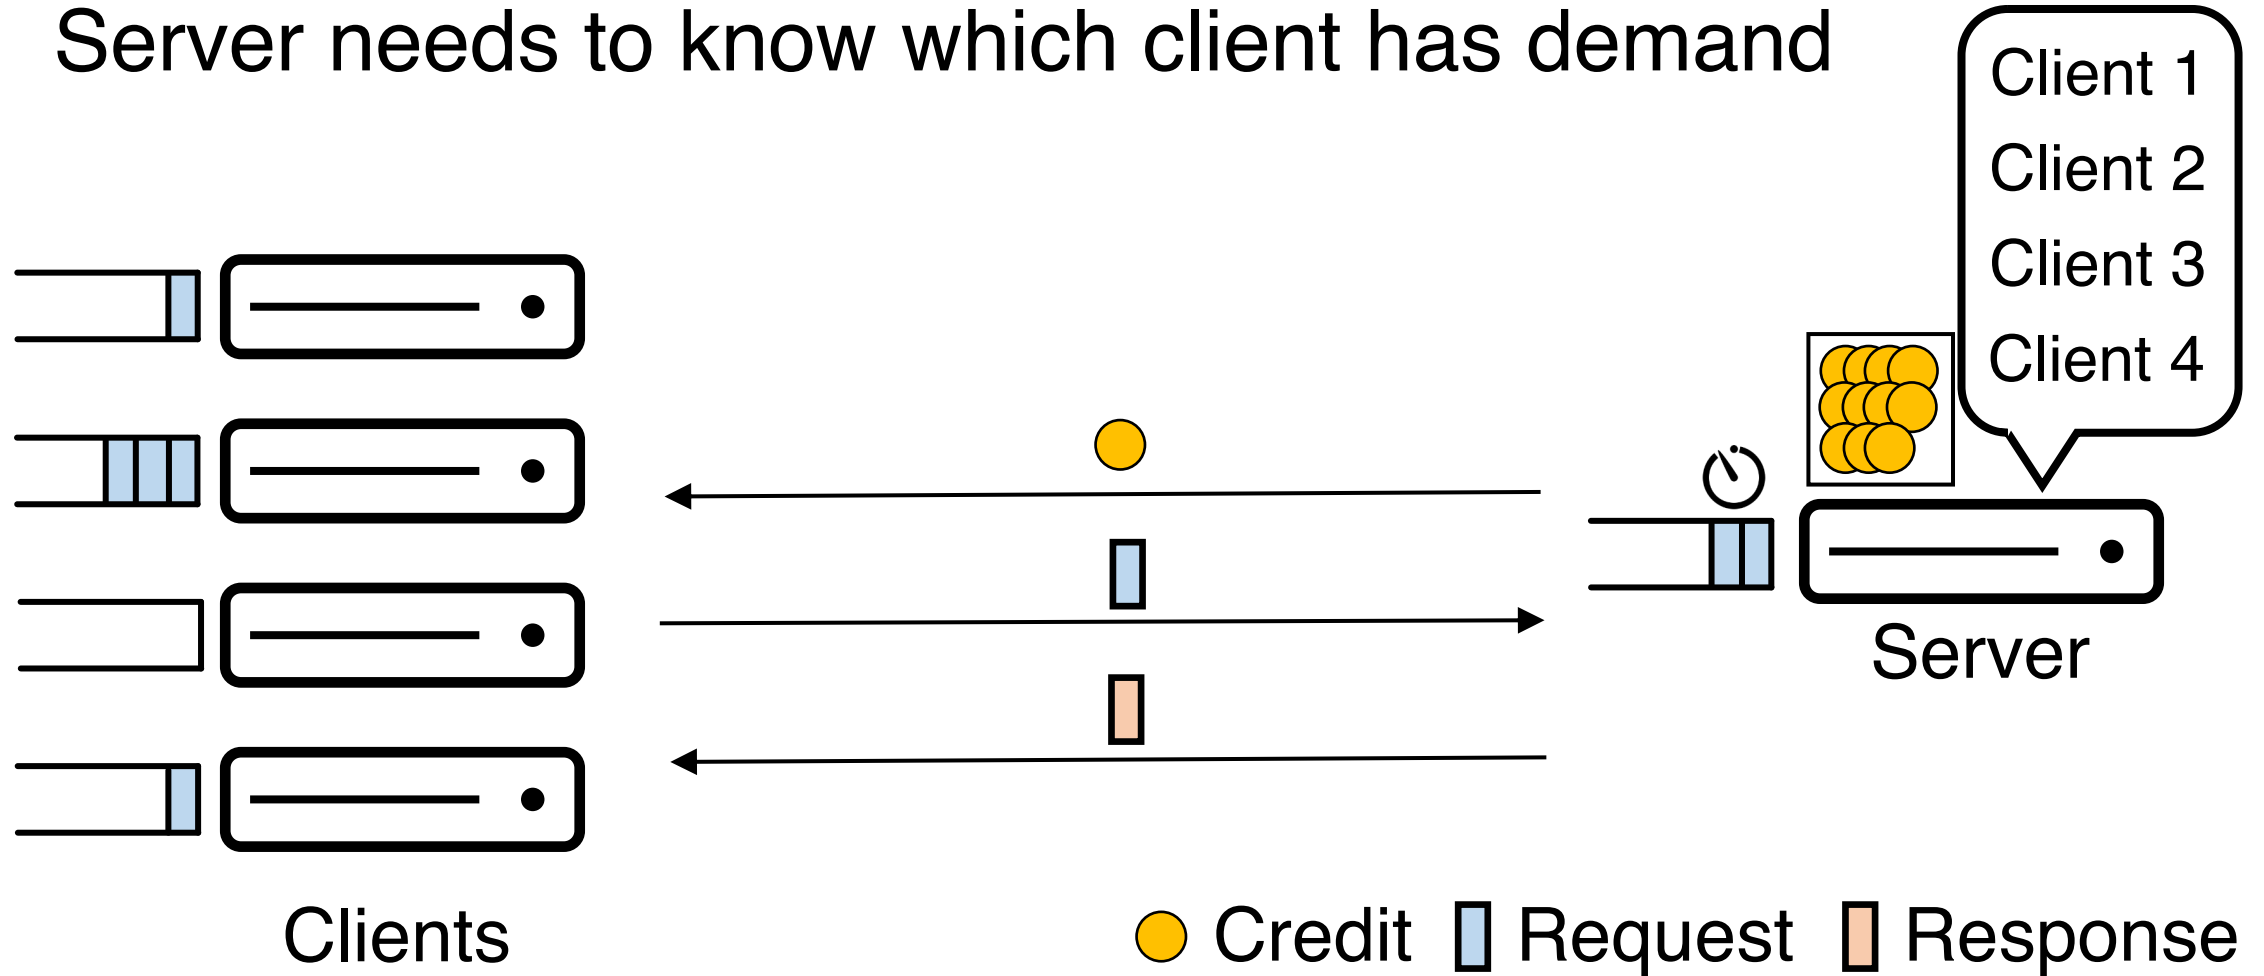 Server needs to know which client has demand
Client 1
Client 2
Client 3
Client 4
Server
Clients
Credit Request Response